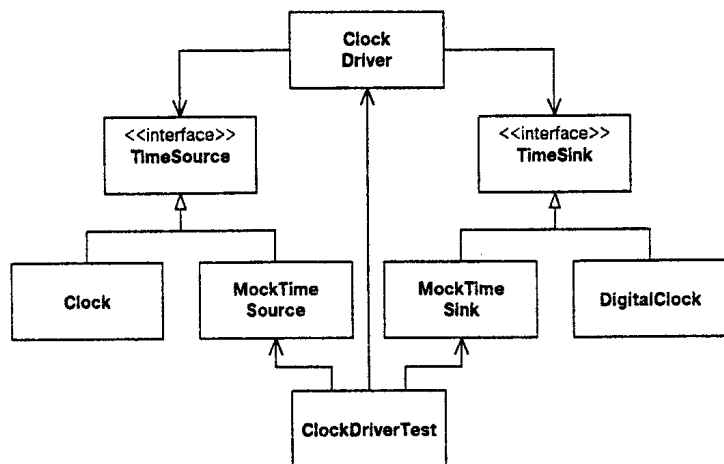 Clock
Driver
<<interface>>
TimeSource
<<interface>>
TimeSink
Clock
MockTime
Source
MockTime
Sink
DigitalClock
ClockDriverTest